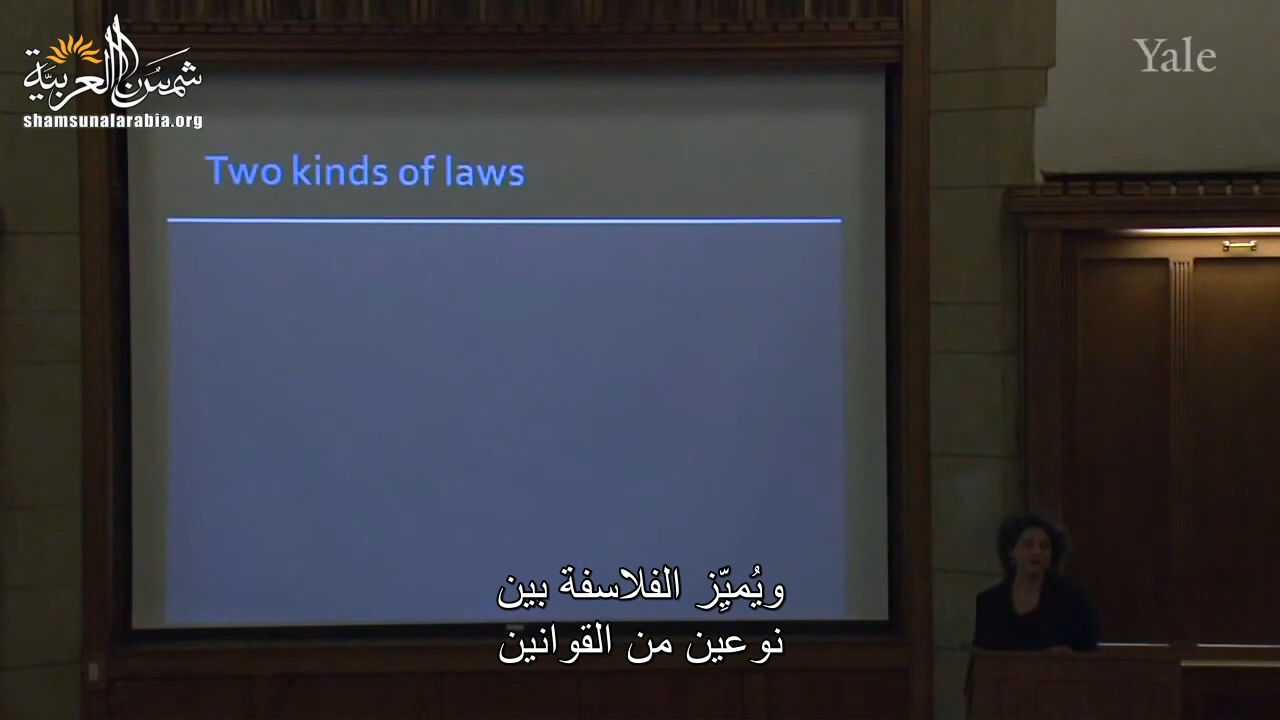 شمس العربية
shamsunalarabia.org
Yale
Two kinds of laws
ويُميِّز الفلاسفة بين
نوعين من القوانين